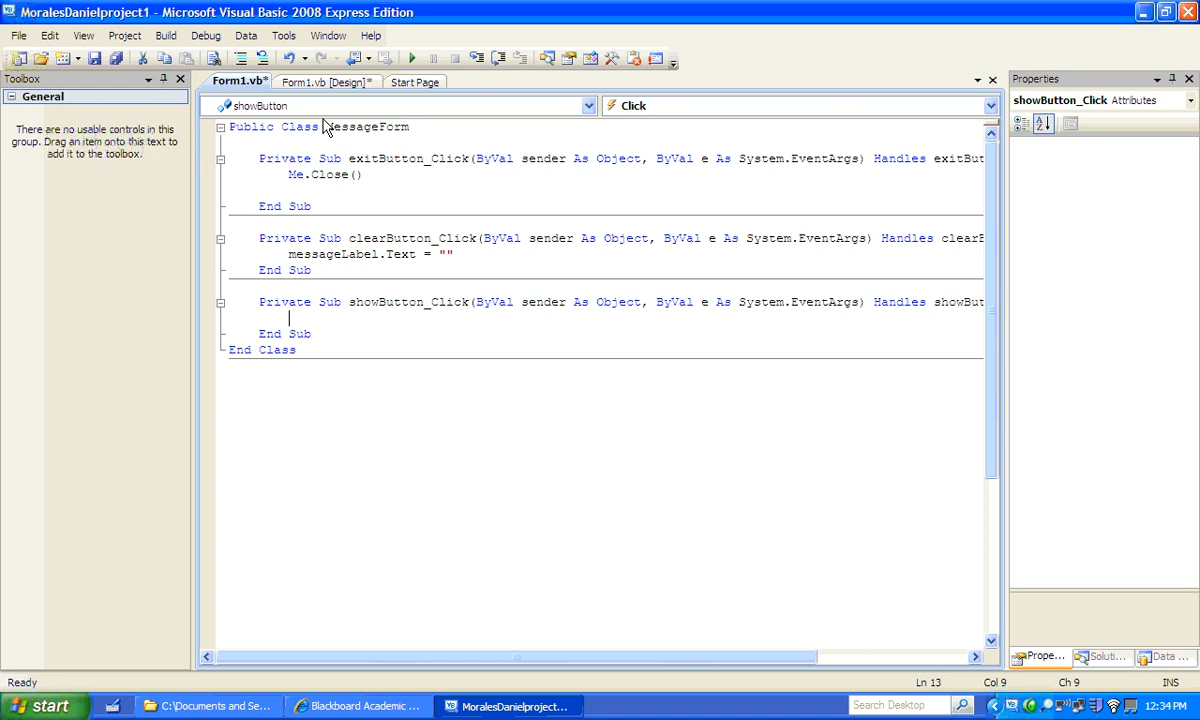 MoralesDanielproject1 - Microsoft Visual Basic 2008 Express Edition
File Edit View Project Build Debug Data Tools Window Help
Toolbox
General
There are no usable controls in this
group. Drag an item onto this text to
add it to the toolbox.
Form1.vb* Form1.vb [Design]* Start Page
showButton Click
Public Class MessageForm
Private Sub exitButton_Click(ByVal sender As Object, ByVal e As System.EventArgs) Handles exitBut
Me.Close()
End Sub
Private Sub clearButton_Click(ByVal sender As Object, ByVal e As System.EventArgs) Handles clearB
messageLabel.Text = ""
End Sub
Private Sub showButton_Click(ByVal sender As Object, ByVal e As System.EventArgs) Handles showBut
End Sub
End Class
Properties
showButton_Click Attributes
Prope... Soluti... Data ...
Ready Ln 13 Col 9 Ch 9 INS
start C:\Documents and Se... Blackboard Academic ... MoralesDanielproject... Search Desktop 12:34 PM